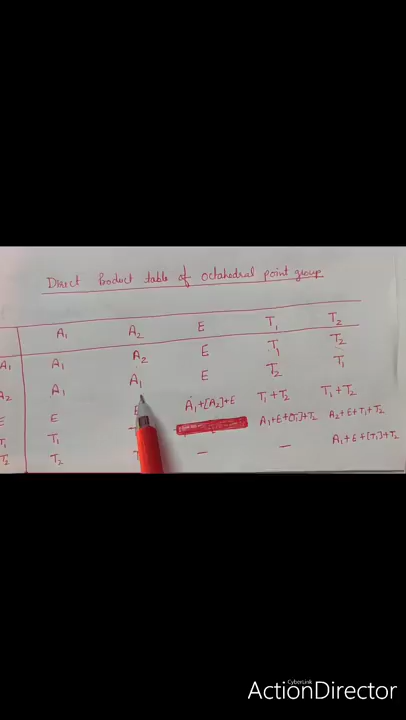 Direct Product table of octahedral point group
A₁ A₂ E T₁ T₂
A₁ A₁ A₂ E T₁ T₂
A₂ A₁ A₁ E T₂ T₁
E E A₁+[A₂]+E T₁+T₂ T₁+T₂
T₁ T₁ A₁+E+[T₁]+T₂ A₂+E+T₁+T₂
T₂ T₂ — — A₁+E+[T₁]+T₂
CyberLink
ActionDirector